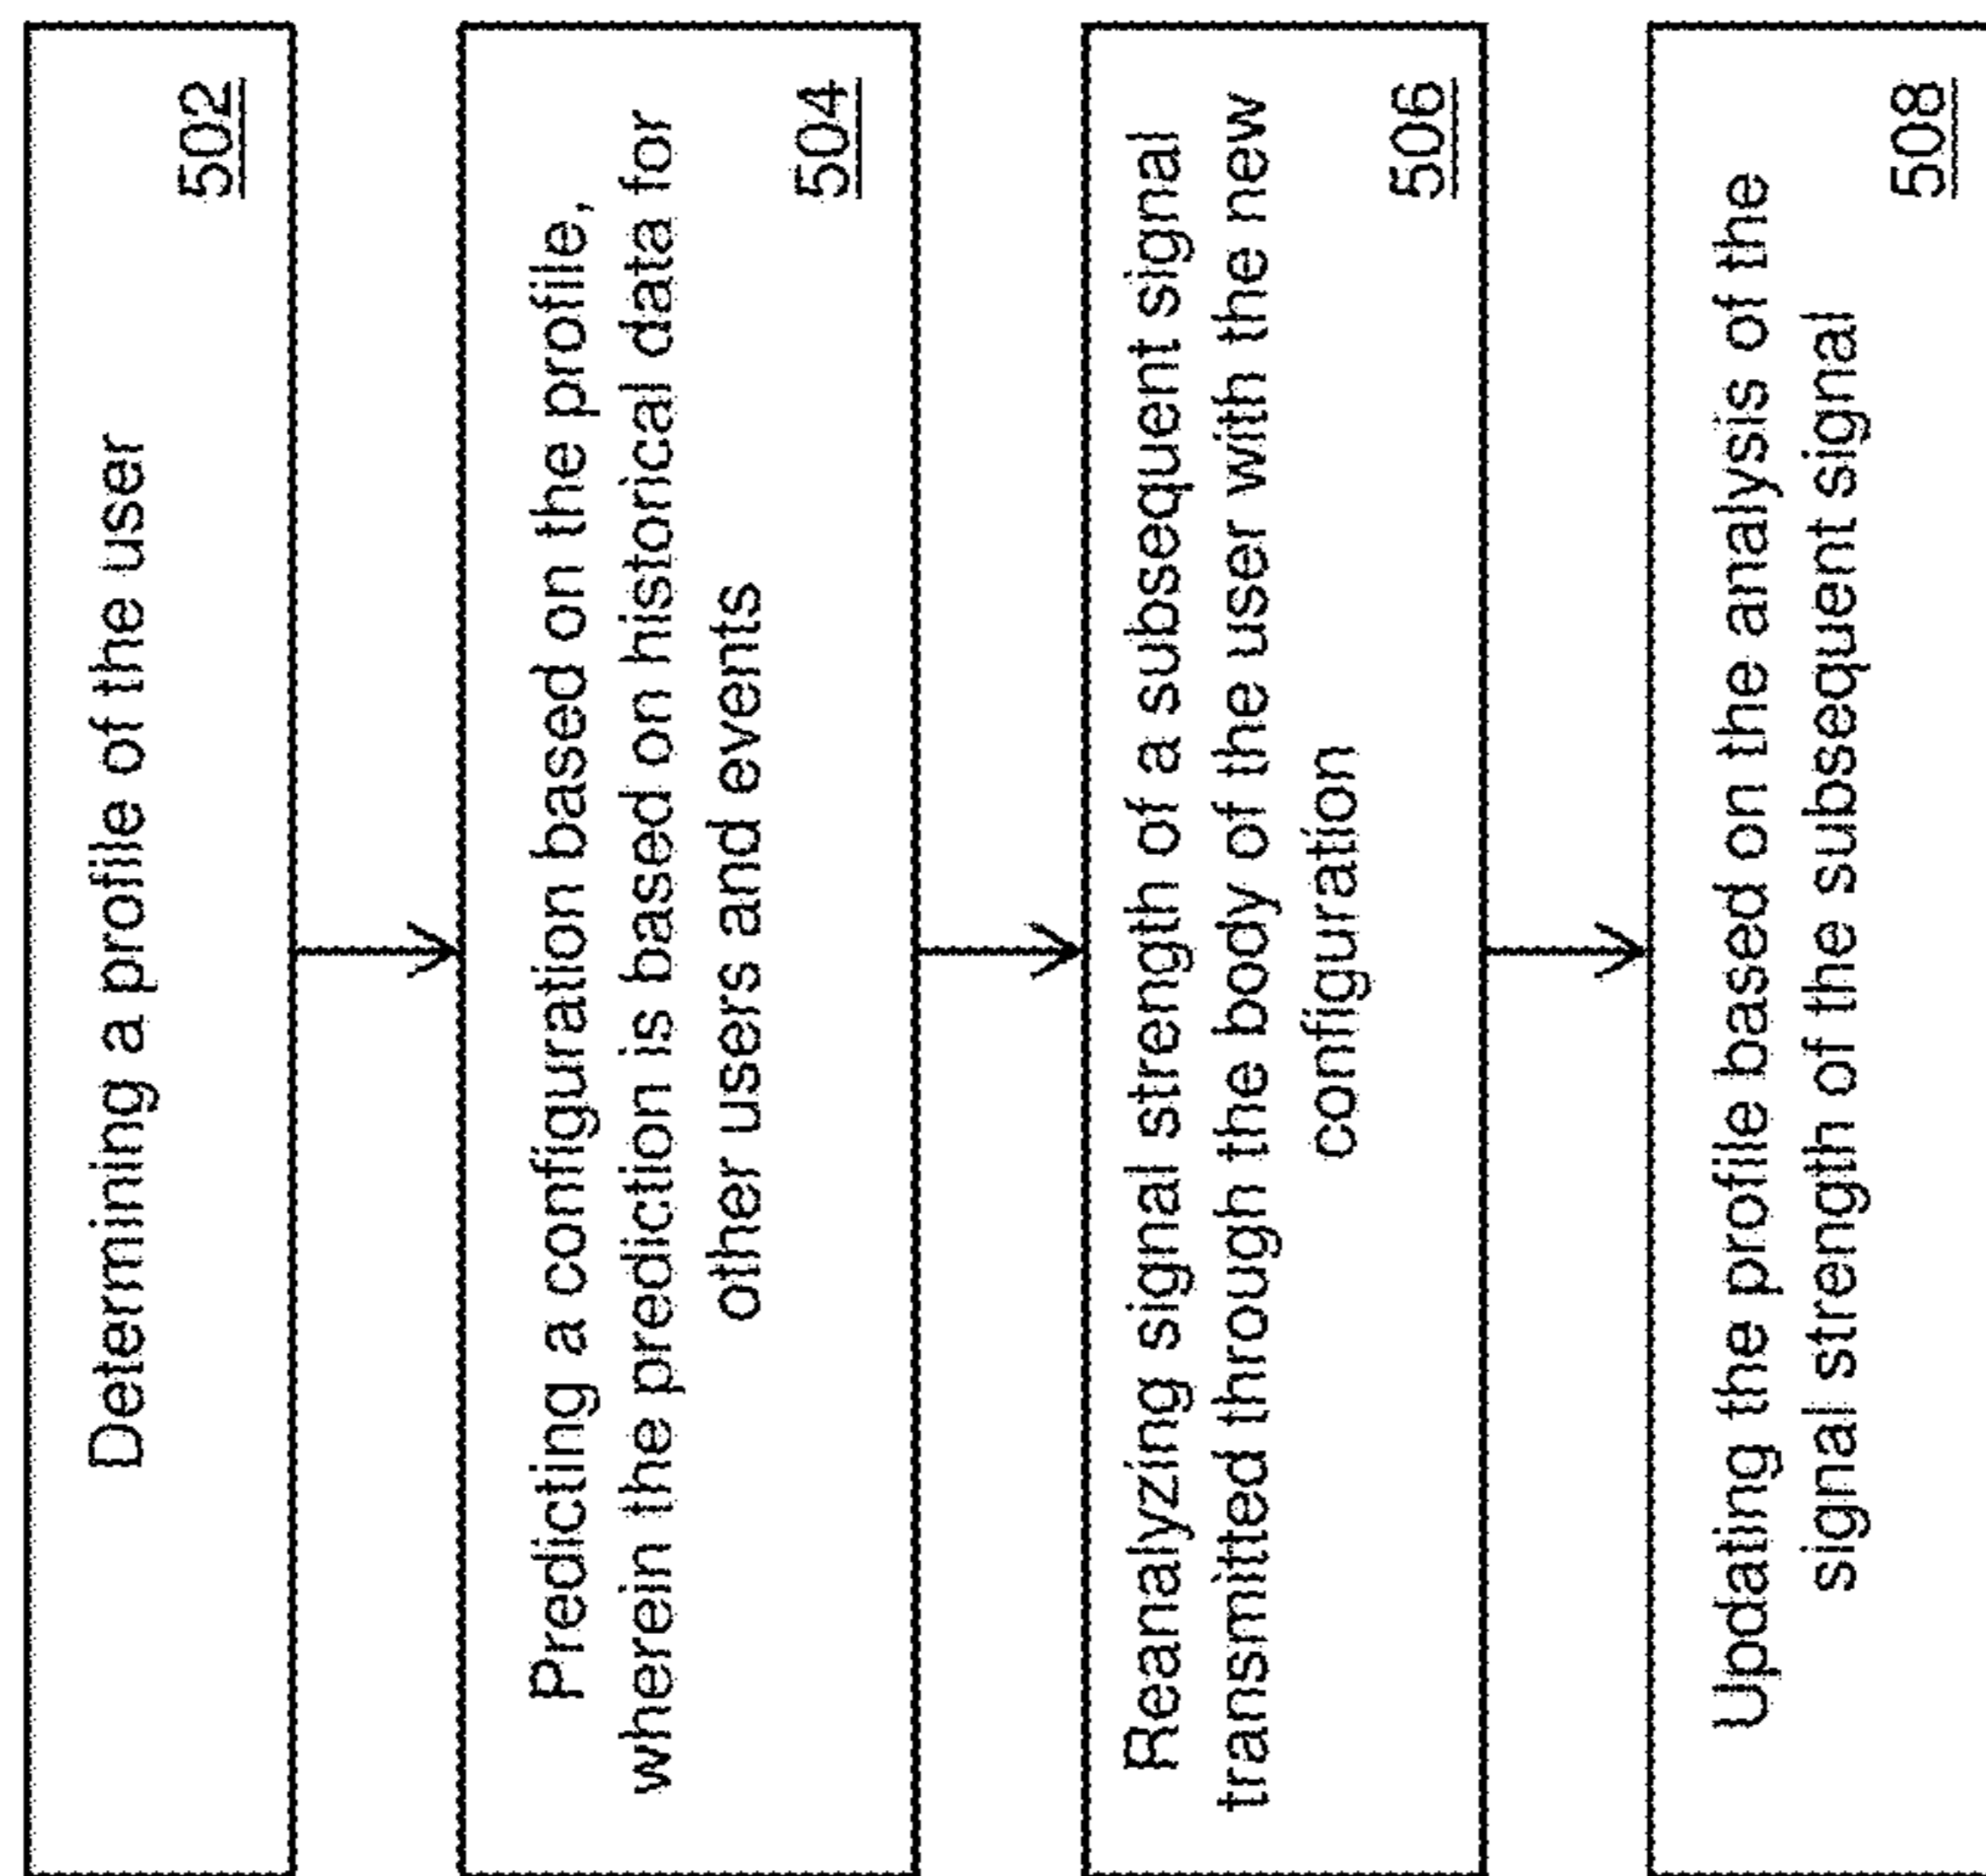 Determining a profile of the user
502
Predicting a configuration based on the profile,
wherein the prediction is based on historical data for
other users and events
504
Reanalyzing signal strength of a subsequent signal
transmitted through the body of the user with the new
configuration
506
Updating the profile based on the analysis of the
signal strength of the subsequent signal
508